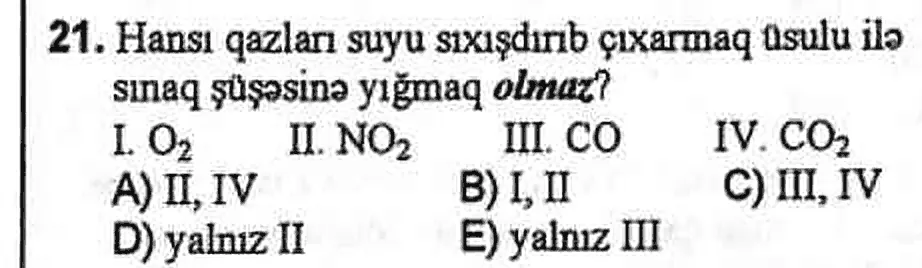 21. Hansı qazları suyu sıxışdırıb çıxarmaq üsulu ilə
sınaq şüşəsinə yığmaq olmaz?
I. O₂ II. NO₂ III. CO IV. CO₂
A) II, IV B) I, II C) III, IV
D) yalnız II E) yalnız III